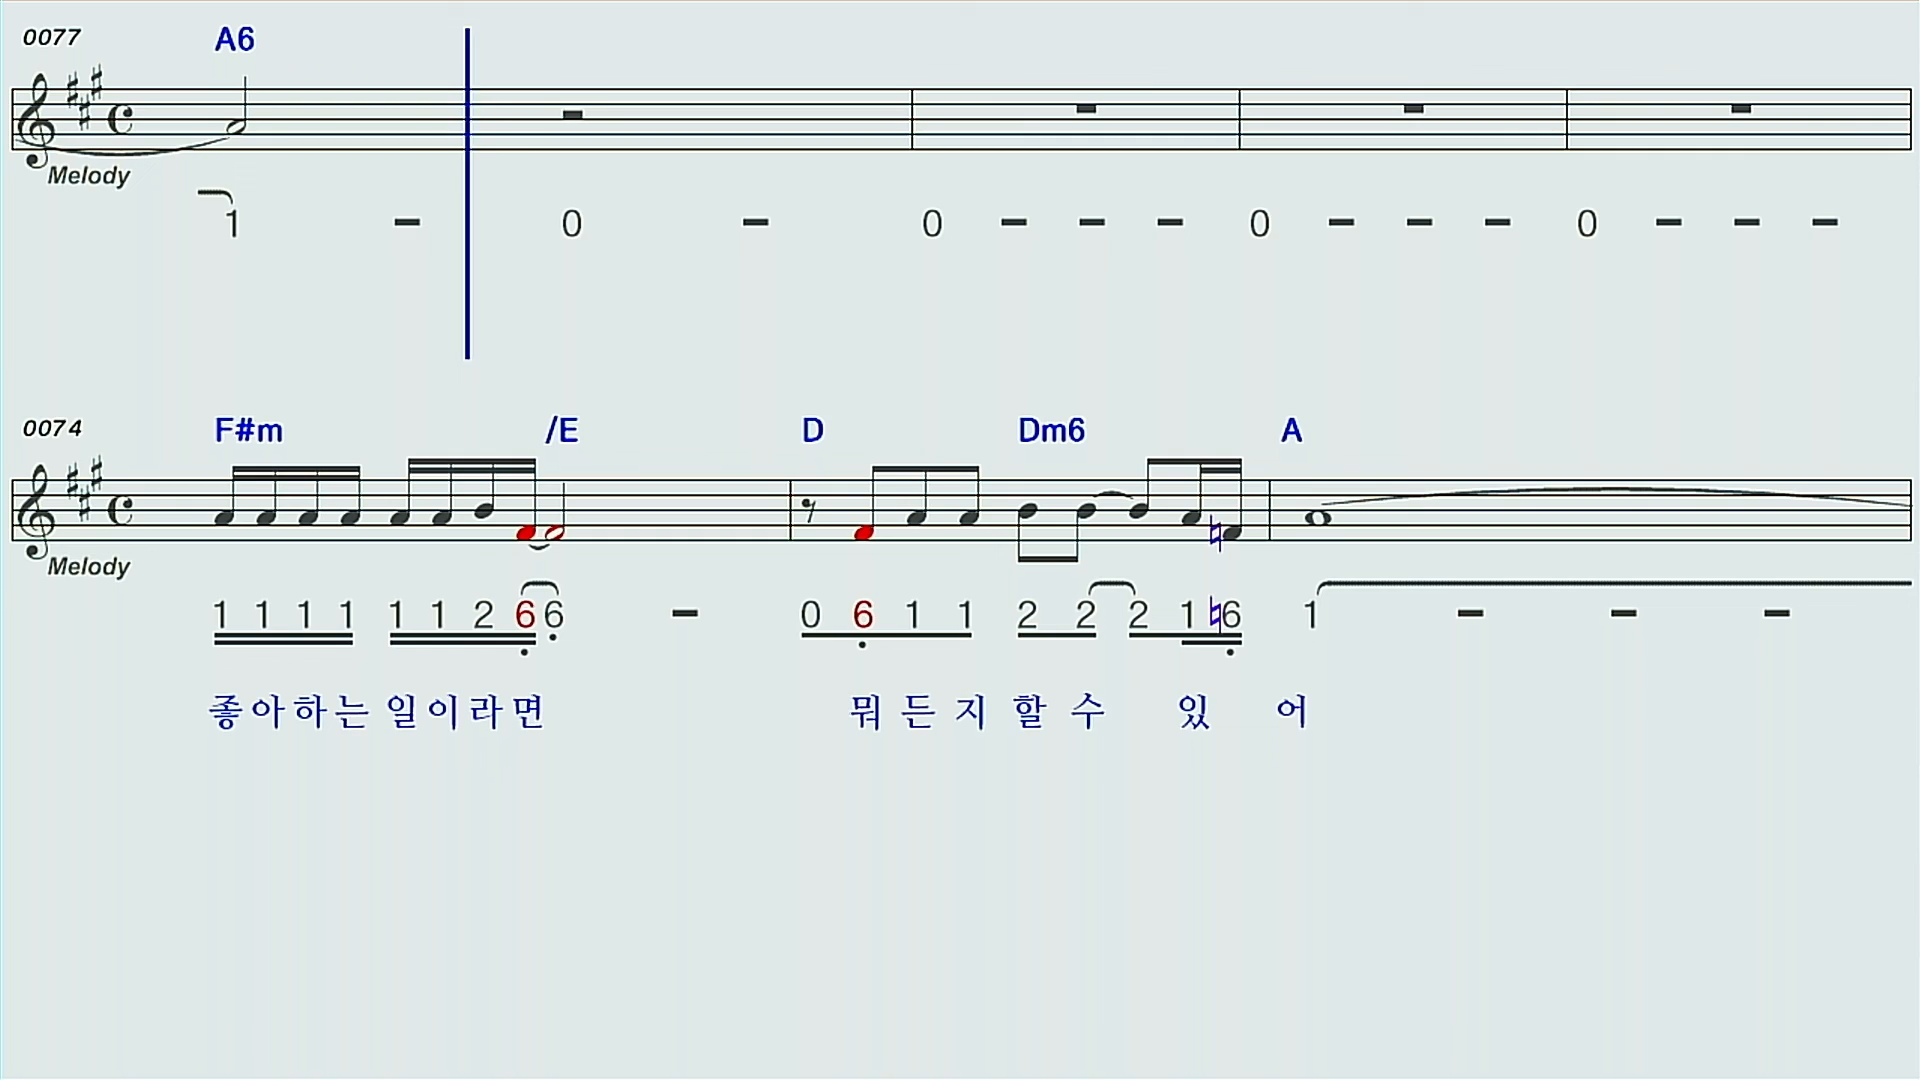 0077 A6
Melody
1 – 0 – 0 – – – 0 – – – 0 – – –
0074 F#m /E D Dm6 A
Melody
1 1 1 1 1 1 2 6 6 – 0 6 1 1 2 2 2 1 ♮6 1 – – –
좋아하는 일이라면 뭐든지 할 수 있어